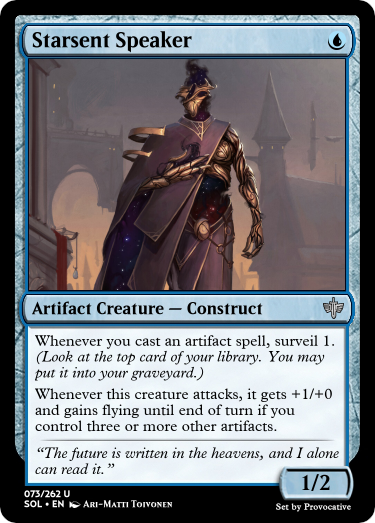 Starsent Speaker
Artifact Creature — Construct
Whenever you cast an artifact spell, surveil 1.
(Look at the top card of your library. You may
put it into your graveyard.)
Whenever this creature attacks, it gets +1/+0
and gains flying until end of turn if you
control three or more other artifacts.
“The future is written in the heavens, and I alone
can read it.”
1/2
073/262 U
SOL • EN Ari-Matti Toivonen
Set by Provocative